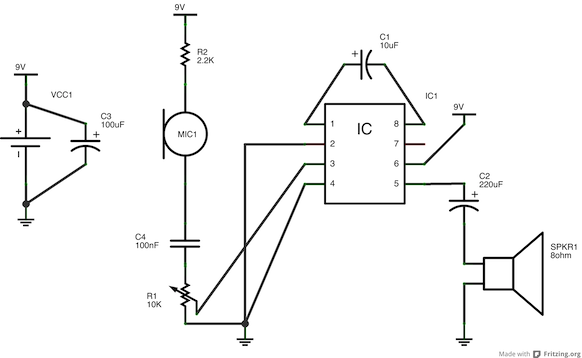 9V
VCC1
C3
100uF
+
+
9V
R2
2.2K
MIC1
C4
100nF
R1
10K
C1
10uF
+
IC1
IC
1
2
3
4
8
7
6
5
9V
C2
220uF
+
SPKR1
8ohm
Made with Fritzing.org